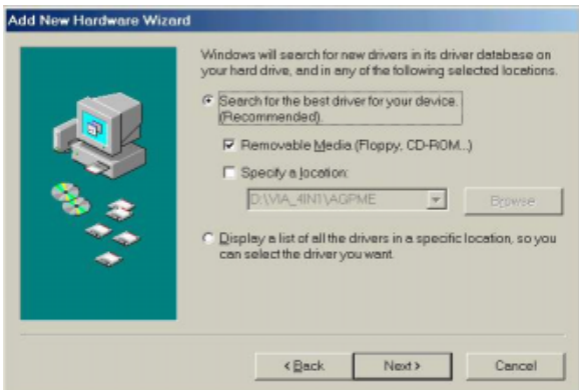 Add New Hardware Wizard
Windows will search for new drivers in its driver database on
your hard drive, and in any of the following selected locations.
Search for the best driver for your device.
(Recommended).
Removable Media (Floppy, CD-ROM...)
Specify a location:
D:\VIA_4IN1\AGPME
Browse
Display a list of all the drivers in a specific location, so you
can select the driver you want.
< Back
Next >
Cancel